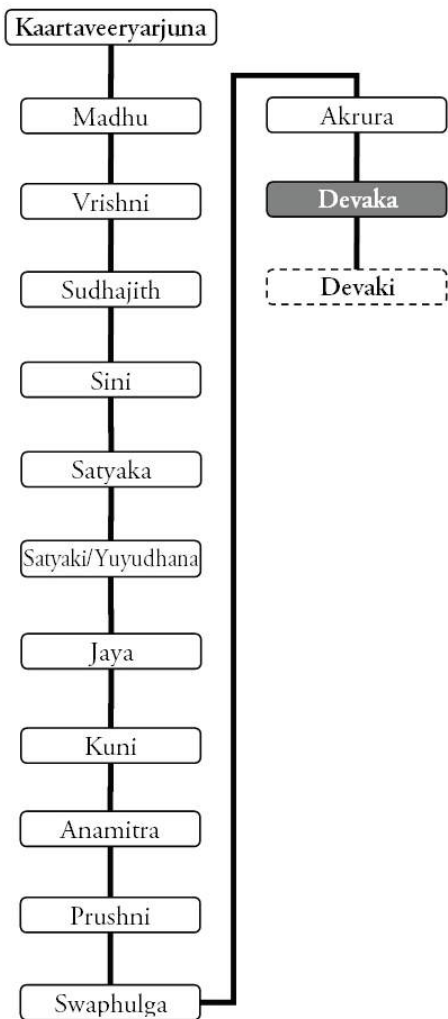 Kaartaveeryarjuna
Madhu
Vrishni
Sudhajith
Sini
Satyaka
Satyaki/Yuyudhana
Jaya
Kuni
Anamitra
Prushni
Swaphulga
Akrura
Devaka
Devaki